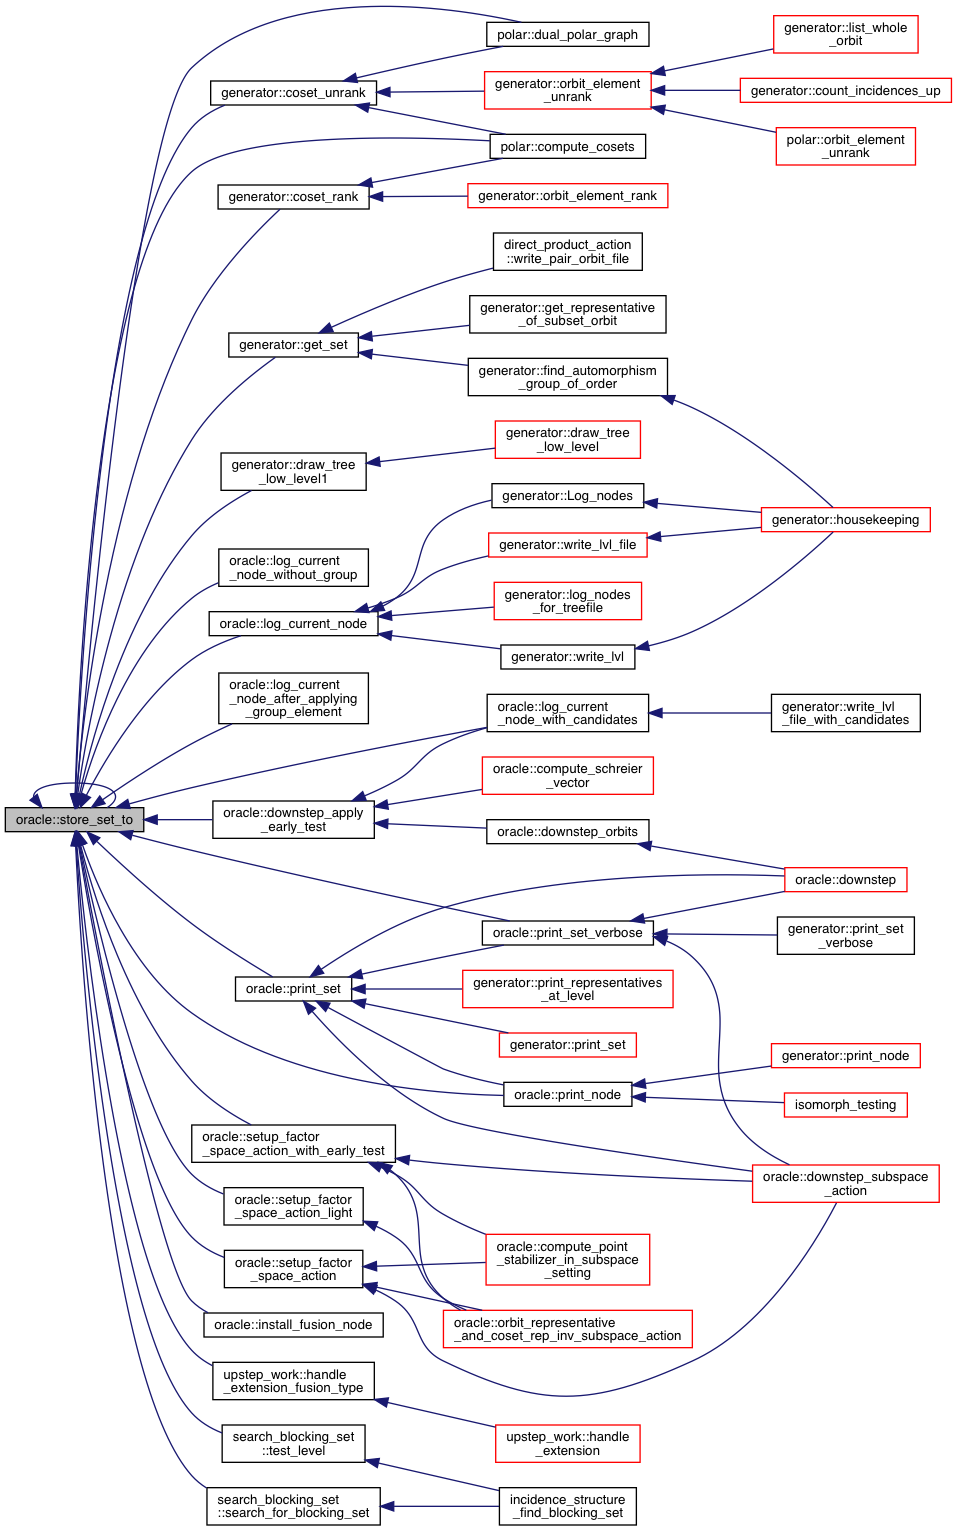 polar::dual_polar_graph
generator::list_whole
_orbit
generator::coset_unrank
generator::orbit_element
_unrank
generator::count_incidences_up
polar::compute_cosets
polar::orbit_element
_unrank
generator::coset_rank
generator::orbit_element_rank
direct_product_action
::write_pair_orbit_file
generator::get_representative
_of_subset_orbit
generator::get_set
generator::find_automorphism
_group_of_order
generator::draw_tree
_low_level
generator::draw_tree
_low_level1
generator::Log_nodes
generator::housekeeping
generator::write_lvl_file
oracle::log_current
_node_without_group
generator::log_nodes
_for_treefile
oracle::log_current_node
generator::write_lvl
oracle::log_current
_node_after_applying
_group_element
oracle::log_current
_node_with_candidates
generator::write_lvl
_file_with_candidates
oracle::compute_schreier
_vector
oracle::store_set_to
oracle::downstep_apply
_early_test
oracle::downstep_orbits
oracle::downstep
oracle::print_set_verbose
generator::print_set
_verbose
oracle::print_set
generator::print_representatives
_at_level
generator::print_set
generator::print_node
oracle::print_node
isomorph_testing
oracle::setup_factor
_space_action_with_early_test
oracle::downstep_subspace
_action
oracle::setup_factor
_space_action_light
oracle::setup_factor
_space_action
oracle::compute_point
_stabilizer_in_subspace
_setting
oracle::install_fusion_node
oracle::orbit_representative
_and_coset_rep_inv_subspace_action
upstep_work::handle
_extension_fusion_type
upstep_work::handle
_extension
search_blocking_set
::test_level
search_blocking_set
::search_for_blocking_set
incidence_structure
_find_blocking_set